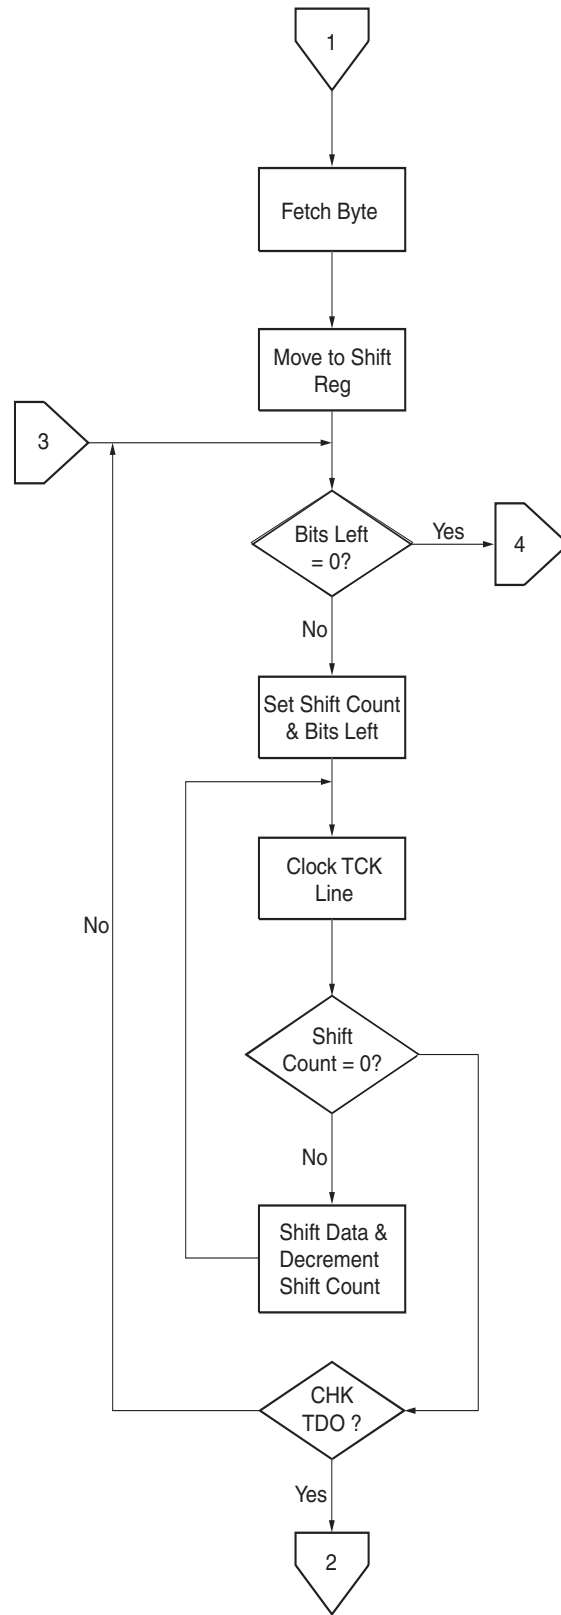 1
Fetch Byte
Move to Shift
Reg
3
Bits Left
= 0?
Yes
4
No
Set Shift Count
& Bits Left
Clock TCK
Line
No
Shift
Count = 0?
No
Shift Data &
Decrement
Shift Count
CHK
TDO ?
Yes
2